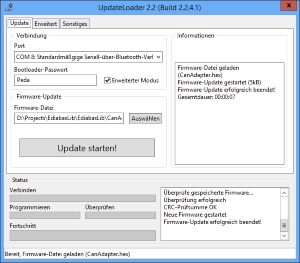 UpdateLoader 2.2 (Build 2.2.4.1)
Update
Erweitert
Sonstiges
Verbindung
Port
COM 8: Standardmäßige Seriell-über-Bluetooth-Verl
Bootloader-Passwort
Peda
Erweiterter Modus
Firmware-Update
Firmware-Datei
D:\Projects\EdiabasLib\EdiabasLib\CanAd
Auswählen
Update starten!
Informationen
Firmware-Datei geladen
(CanAdapter.hex)
Firmware-Update gestartet (5kB)
Firmware-Update erfolgreich beendet!
Gesamtdauer: 00:00:07
Status
Verbinden
Programmieren
Überprüfen
Fortschritt
Überprüfe gespeicherte Firmware...
Überprüfung erfolgreich
CRC-Prüfsumme OK
Neue Firmware gestartet
Firmware-Update erfolgreich beendet!
Bereit, Firmware-Datei geladen (CanAdapter.hex)